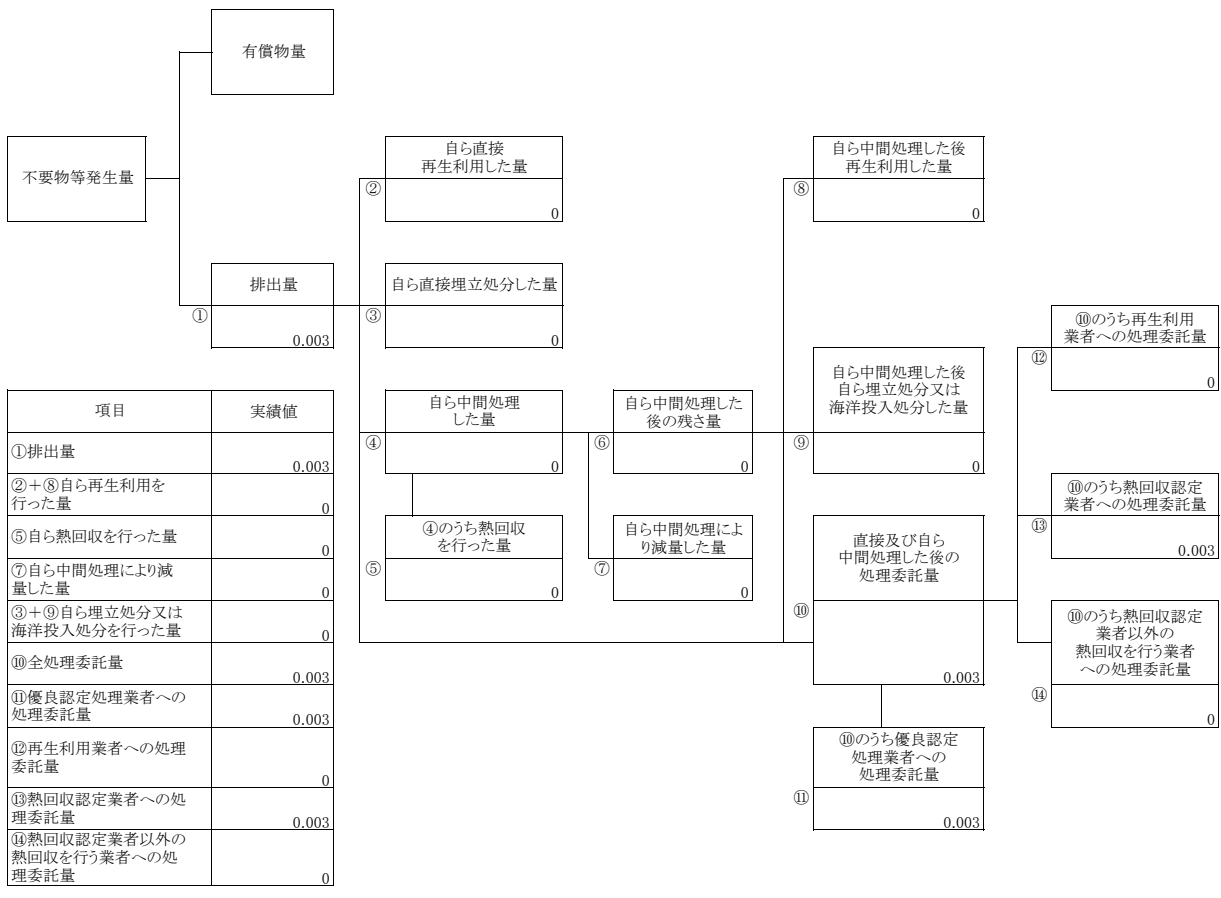 有償物量
不要物等発生量
自ら直接
再生利用した量
②
0
自ら中間処理した後
再生利用した量
⑧
0
排出量
①
0.003
自ら直接埋立処分した量
③
0
⑩のうち再生利用
業者への処理委託量
⑫
0
自ら中間処理
した量
④
0
自ら中間処理した
後の残さ量
⑥
0
自ら中間処理した後
自ら埋立処分又は
海洋投入処分した量
⑨
0
⑩のうち熱回収認定
業者への処理委託量
⑬
0.003
④のうち熱回収
を行った量
⑤
0
自ら中間処理によ
り減量した量
⑦
0
直接及び自ら
中間処理した後の
処理委託量
⑩
0.003
⑩のうち熱回収認定
業者以外の
熱回収を行う業者
への処理委託量
⑭
0
⑩のうち優良認定
処理業者への
処理委託量
⑪
0.003
項目 実績値
①排出量
0.003
②＋⑧自ら再生利用を
行った量
0
⑤自ら熱回収を行った量
0
⑦自ら中間処理により減
量した量
0
③＋⑨自ら埋立処分又は
海洋投入処分を行った量
0
⑩全処理委託量
0.003
⑪優良認定処理業者への
処理委託量
0.003
⑫再生利用業者への処理
委託量
0
⑬熱回収認定業者への処
理委託量
0.003
⑭熱回収認定業者以外の
熱回収を行う業者への処
理委託量
0